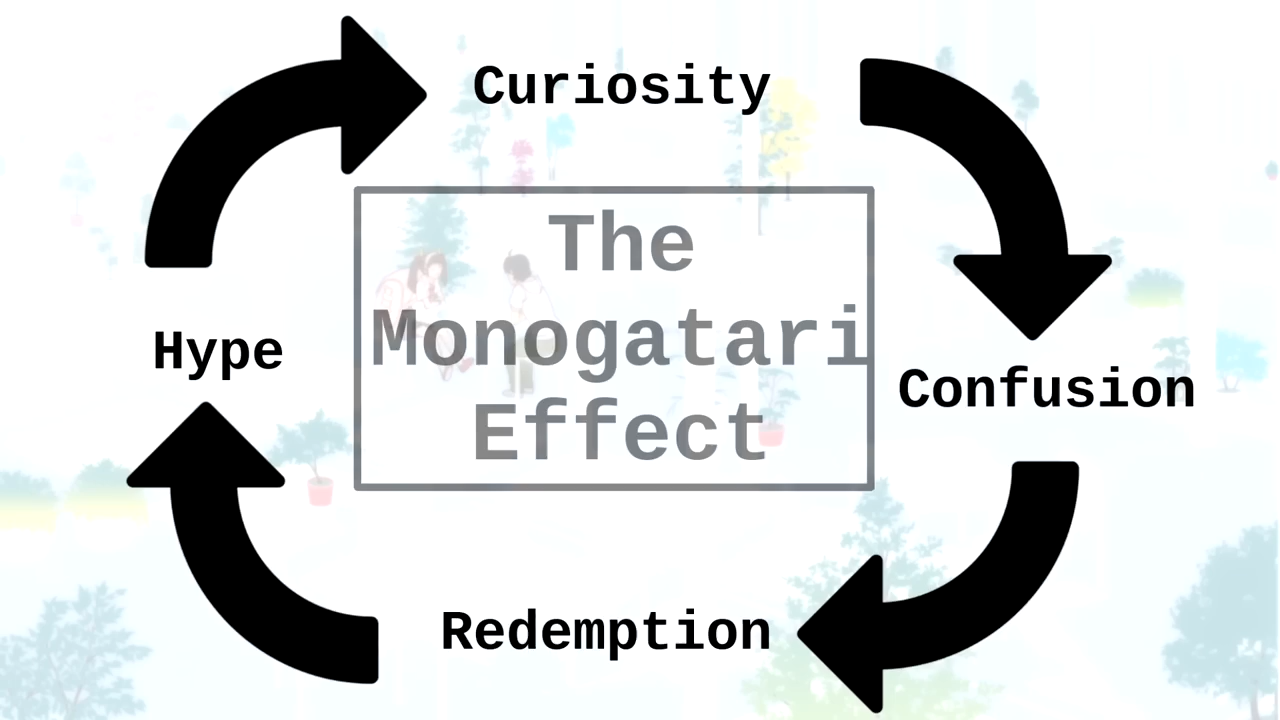 Curiosity
The
Monogatari
Effect
Hype
Confusion
Redemption